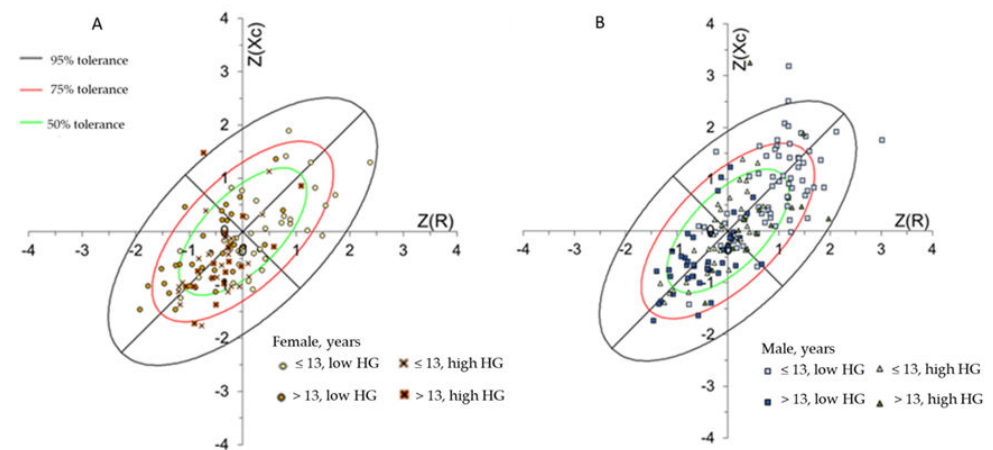 A
95% tolerance
75% tolerance
50% tolerance
Z(Xc)
4
3
2
1
0
-2
-3
-4
-4
-3
-2
-1
0
1
2
3
4
Z(R)
Female, years
≤ 13, low HG
≤ 13, high HG
> 13, low HG
> 13, high HG
B
Z(Xc)
4
3
2
1
-2
-3
-4
-4
-3
-2
-1
0
1
2
3
4
Z(R)
Male, years
≤ 13, low HG
≤ 13, high HG
> 13, low HG
> 13, high HG